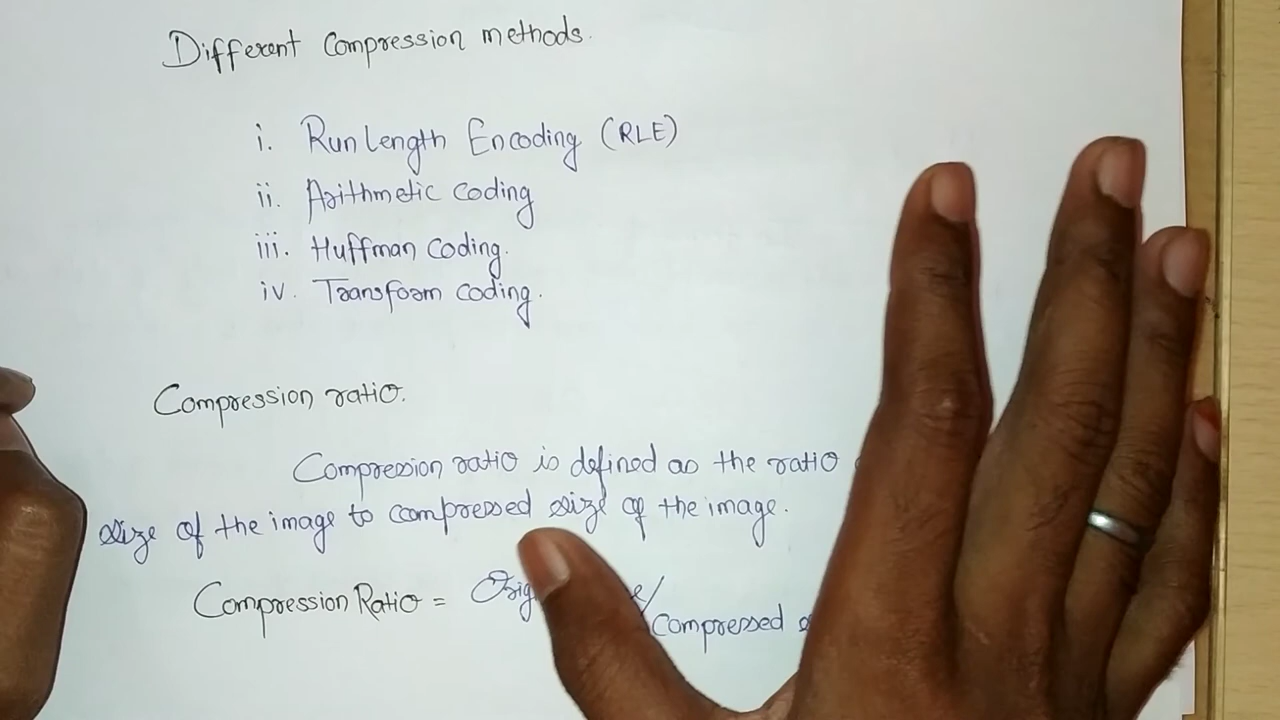 Different Compression methods.
i. Run length Encoding (RLE)
ii. Arithmetic coding
iii. Huffman coding.
iv. Transform coding.
Compression ratio.
Compression ratio is defined as the ratio
size of the image to compressed size of the image.
Compression Ratio =
compressed